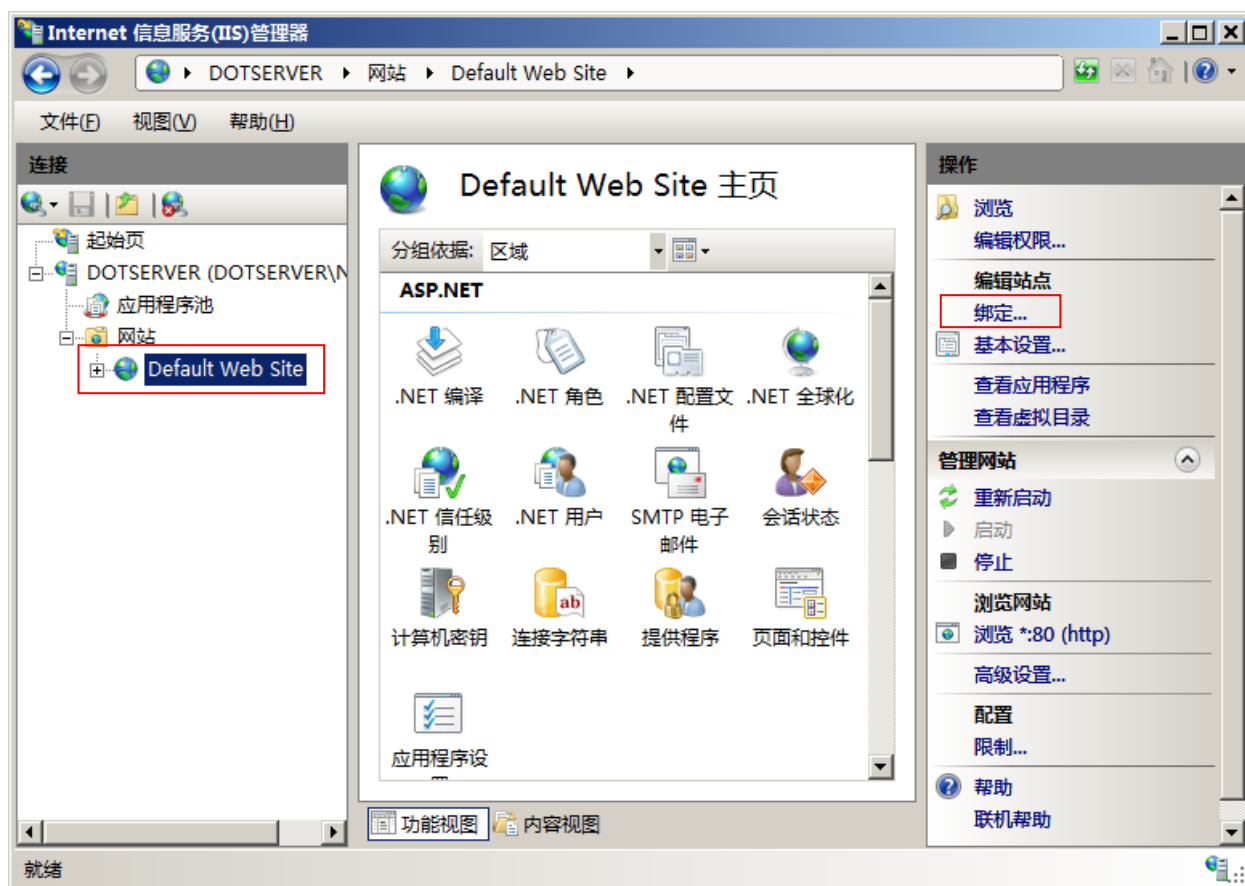 Internet 信息服务(IIS)管理器
DOTSERVER 网站 Default Web Site
文件(F) 视图(V) 帮助(H)
连接
起始页
DOTSERVER (DOTSERVER\N
应用程序池
网站
Default Web Site
Default Web Site 主页
分组依据: 区域
ASP.NET
.NET 编译 .NET 角色 .NET 配置文件 .NET 全球化
.NET 信任级别 .NET 用户 SMTP 电子邮件 会话状态
ab
计算机密钥 连接字符串 提供程序 页面和控件
应用程序设
功能视图 内容视图
操作
浏览
编辑权限...
编辑站点
绑定...
基本设置...
查看应用程序
查看虚拟目录
管理网站
重新启动
启动
停止
浏览网站
浏览 *:80 (http)
高级设置...
配置
限制...
帮助
联机帮助
就绪